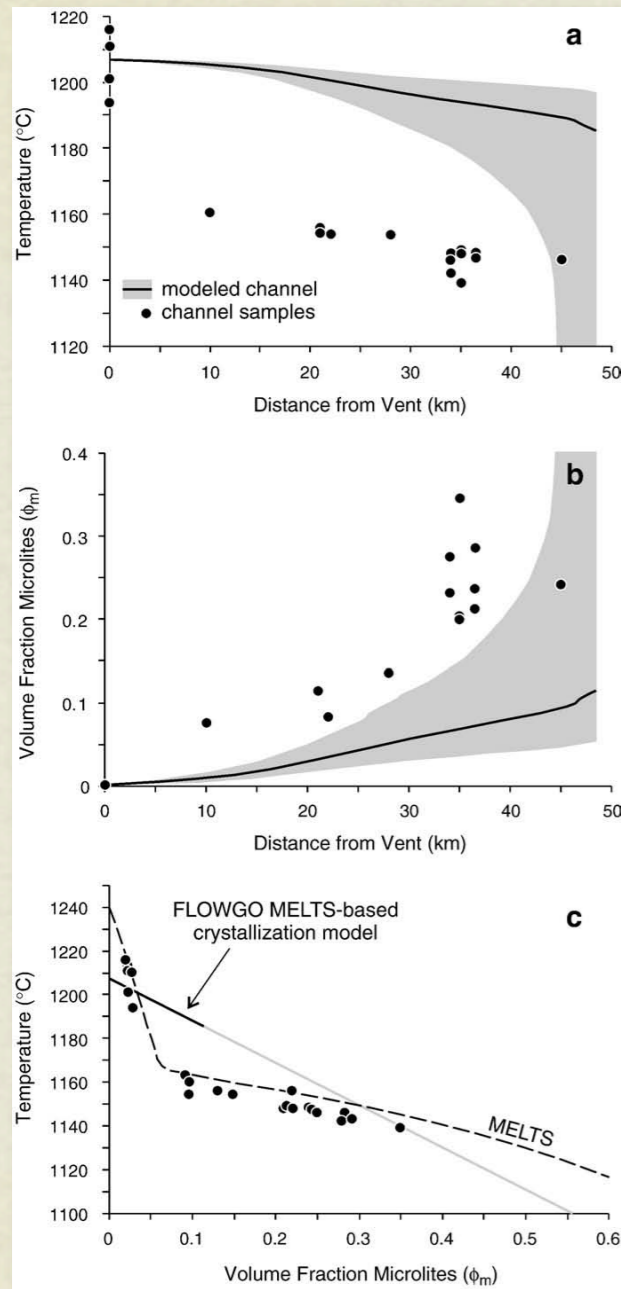 1220
1200
1180
1160
1140
1120
Temperature (°C)
a
modeled channel
channel samples
0
10
20
30
40
50
Distance from Vent (km)
0.4
0.3
0.2
0.1
0
Volume Fraction Microlites (ϕm)
b
0
10
20
30
40
50
Distance from Vent (km)
1240
1220
1200
1180
1160
1140
1120
1100
Temperature (°C)
c
FLOWGO MELTS-based
crystallization model
MELTS
0
0.1
0.2
0.3
0.4
0.5
0.6
Volume Fraction Microlites (ϕm)